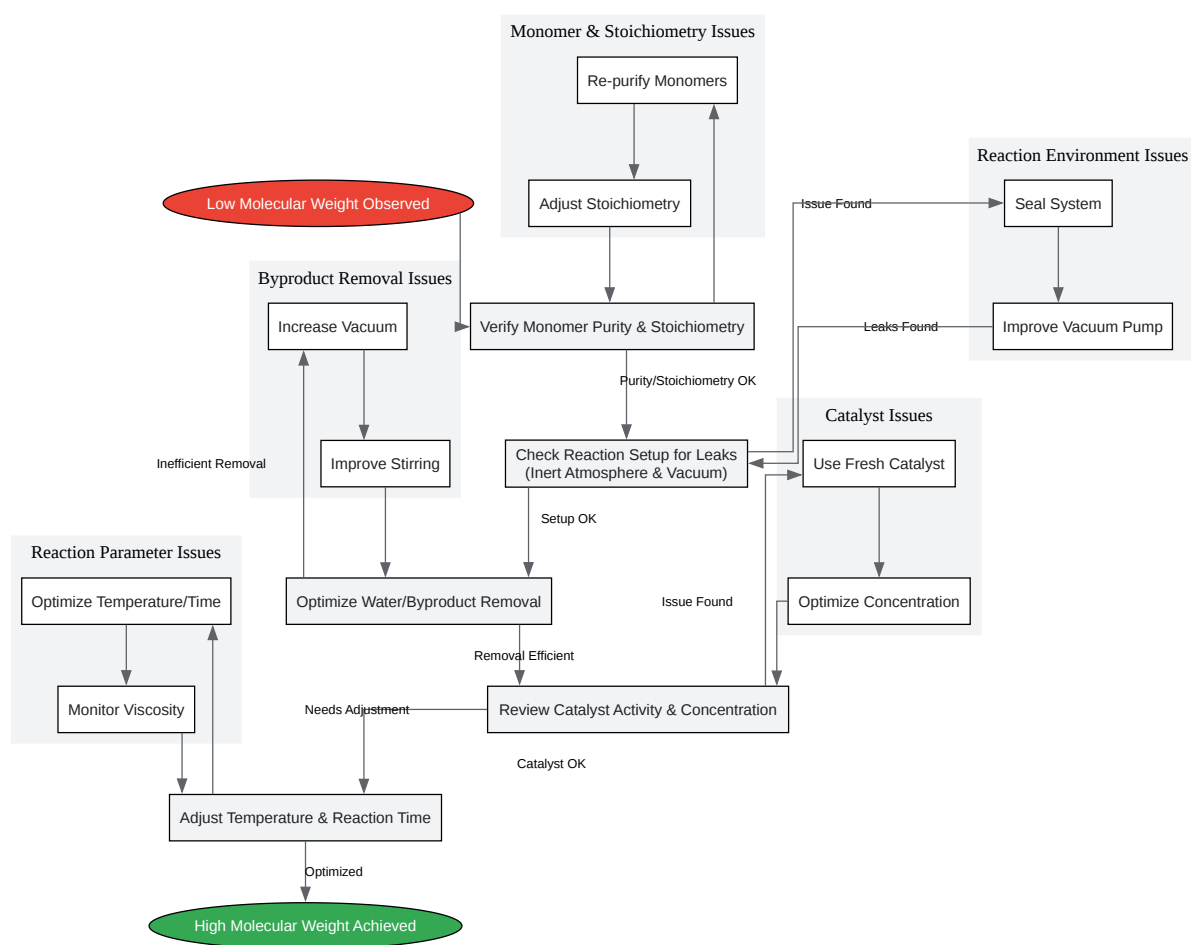 Monomer & Stoichiometry Issues
Re-purify Monomers
Reaction Environment Issues
Low Molecular Weight Observed
Adjust Stoichiometry
Issue Found
Seal System
Byproduct Removal Issues
Increase Vacuum
Verify Monomer Purity & Stoichiometry
Leaks Found
Improve Vacuum Pump
Purity/Stoichiometry OK
Catalyst Issues
Inefficient Removal
Improve Stirring
Check Reaction Setup for Leaks
(Inert Atmosphere & Vacuum)
Use Fresh Catalyst
Setup OK
Reaction Parameter Issues
Optimize Temperature/Time
Optimize Water/Byproduct Removal
Issue Found
Optimize Concentration
Removal Efficient
Monitor Viscosity
Needs Adjustment
Review Catalyst Activity & Concentration
Catalyst OK
Adjust Temperature & Reaction Time
Optimized
High Molecular Weight Achieved